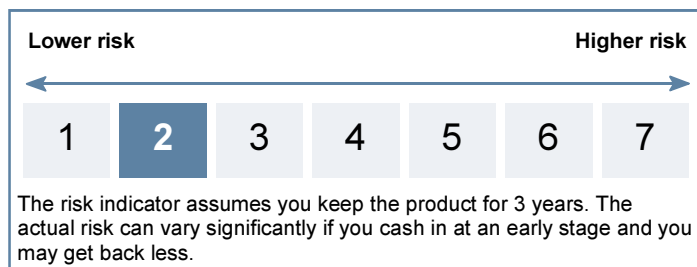 Lower risk Higher risk
1 2 3 4 5 6 7
The risk indicator assumes you keep the product for 3 years. The
actual risk can vary significantly if you cash in at an early stage and you
may get back less.